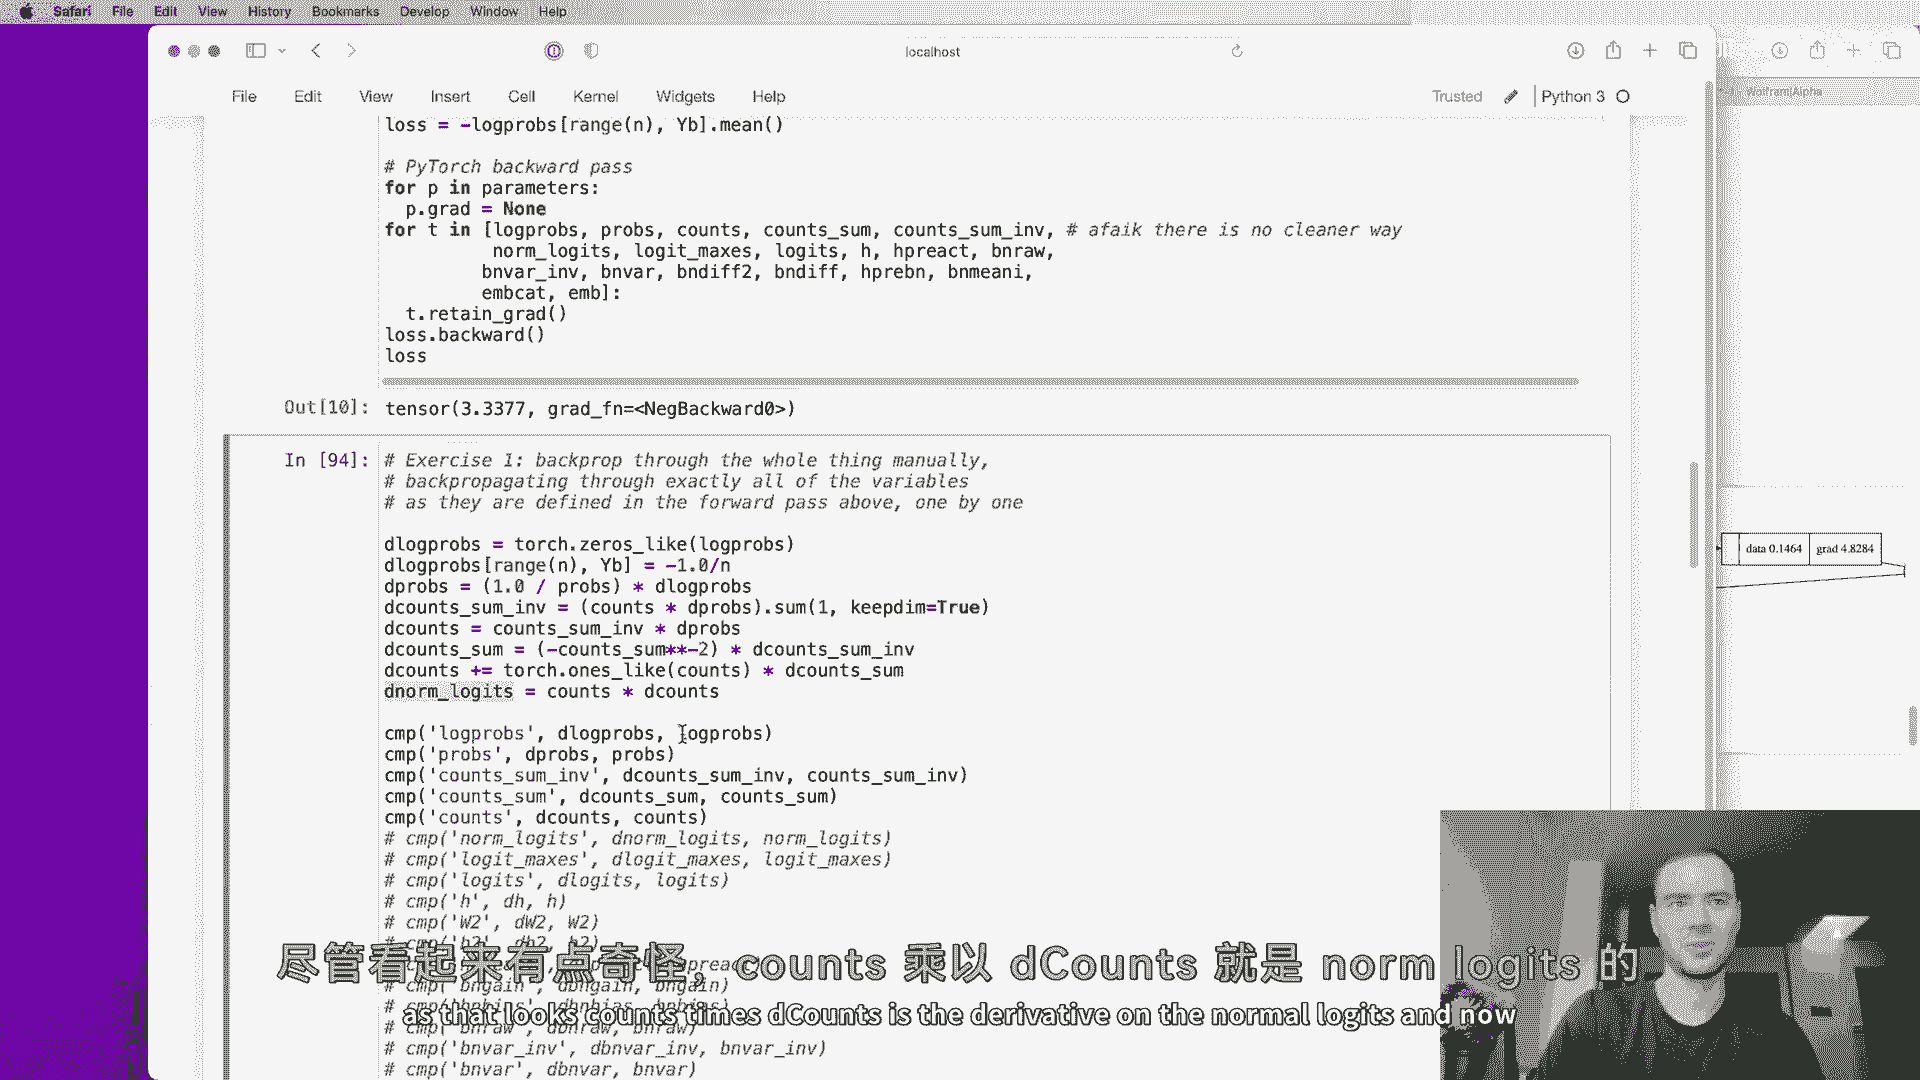 Safari File Edit View History Bookmarks Develop Window Help
localhost
Wolfram|Alpha
File Edit View Insert Cell Kernel Widgets Help Trusted Python 3
loss = -logprobs[range(n), Yb].mean()
# PyTorch backward pass
for p in parameters:
p.grad = None
for t in [logprobs, probs, counts, counts_sum, counts_sum_inv, # afaik there is no cleaner way
norm_logits, logit_maxes, logits, h, hpreact, bnraw,
bnvar_inv, bnvar, bndiff2, bndiff, hprebn, bnmeani,
embcat, emb]:
t.retain_grad()
loss.backward()
loss
Out[10]: tensor(3.3377, grad_fn=<NegBackward0>)
In [94]: # Exercise 1: backprop through the whole thing manually,
# backpropagating through exactly all of the variables
# as they are defined in the forward pass above, one by one
dlogprobs = torch.zeros_like(logprobs)
dlogprobs[range(n), Yb] = -1.0/n
dprobs = (1.0 / probs) * dlogprobs
dcounts_sum_inv = (counts * dprobs).sum(1, keepdim=True)
dcounts = counts_sum_inv * dprobs
dcounts_sum = (-counts_sum**-2) * dcounts_sum_inv
dcounts += torch.ones_like(counts) * dcounts_sum
dnorm_logits = counts * dcounts
data 0.1464 grad 4.8284
cmp('logprobs', dlogprobs, logprobs)
cmp('probs', dprobs, probs)
cmp('counts_sum_inv', dcounts_sum_inv, counts_sum_inv)
cmp('counts_sum', dcounts_sum, counts_sum)
cmp('counts', dcounts, counts)
# cmp('norm_logits', dnorm_logits, norm_logits)
# cmp('logit_maxes', dlogit_maxes, logit_maxes)
# cmp('logits', dlogits, logits)
# cmp('h', dh, h)
# cmp('W2', dW2, W2)
# cmp('b2', db2, b2)
尽管看起来有点奇怪，counts 乘以 dCounts 就是 norm logits 的
# cmp('bngain', dbngain, bngain)
# cmp('bnbias', dbnbias, bnbias)
as that looks counts times dCounts is the derivative on the normal logits and now
# cmp('bnraw', dbnraw, bnraw)
# cmp('bnvar_inv', dbnvar_inv, bnvar_inv)
# cmp('bnvar', dbnvar, bnvar)